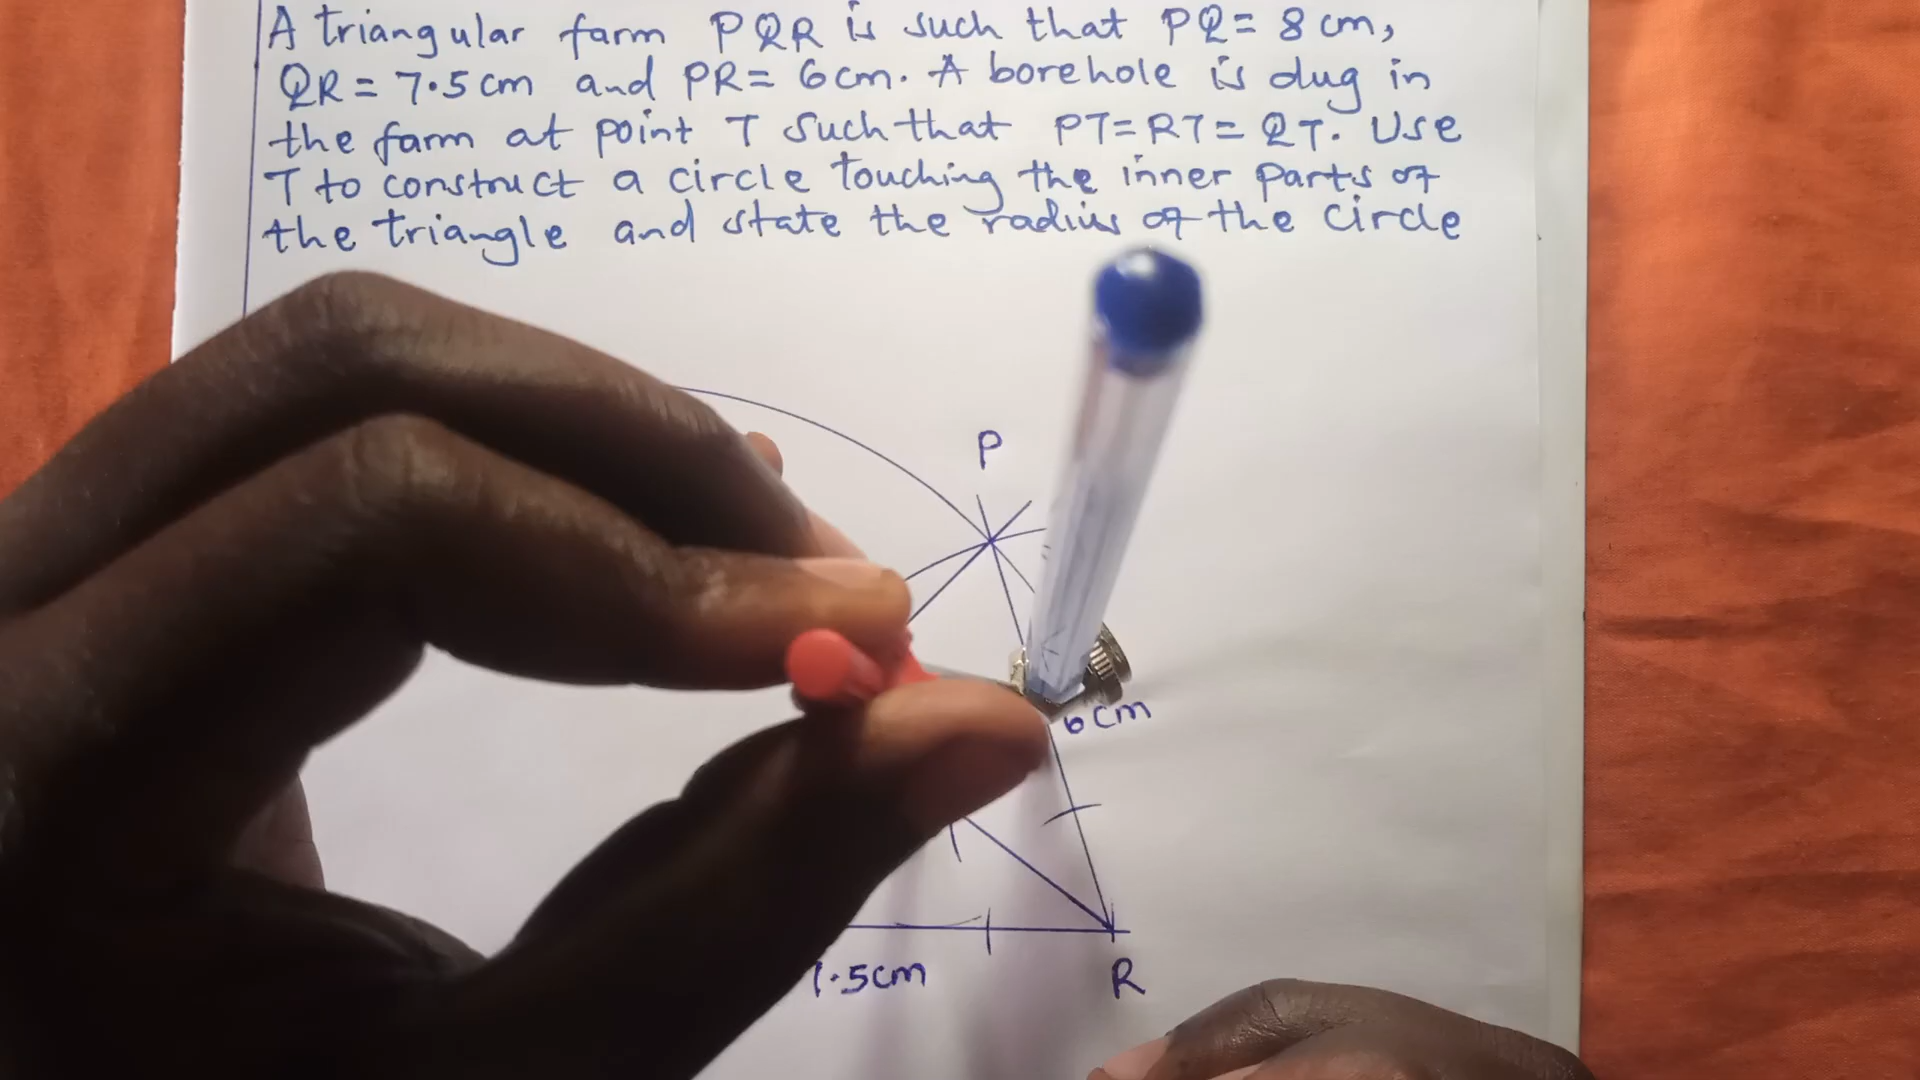 A triangular farm PQR is such that PQ = 8 cm,
QR = 7.5 cm and PR = 6 cm. A borehole is dug in
the farm at point T such that PT = RT = QT. Use
T to construct a circle touching the inner parts of
the triangle and state the radius of the circle
P
6 cm
.5cm
R